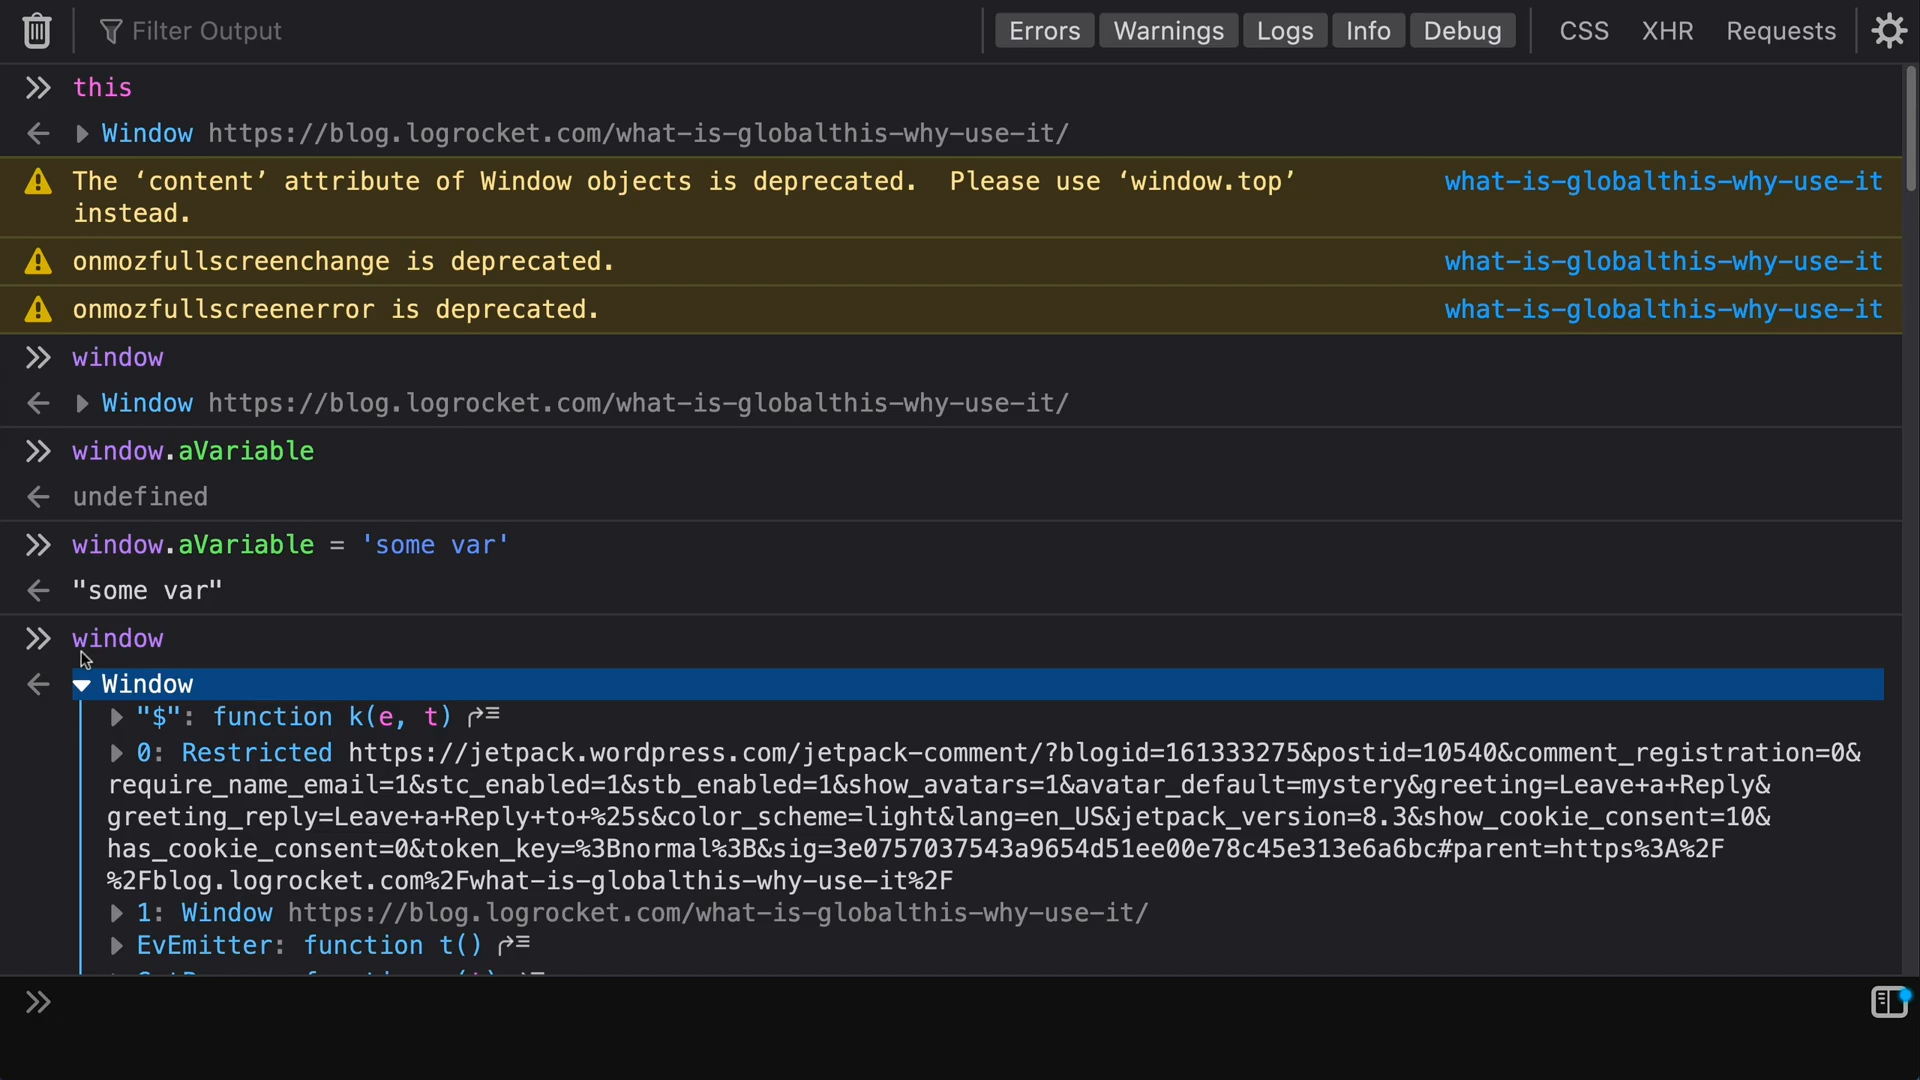 Filter Output Errors Warnings Logs Info Debug CSS XHR Requests
>> this
Window https://blog.logrocket.com/what-is-globalthis-why-use-it/
The ‘content’ attribute of Window objects is deprecated.  Please use ‘window.top’ what-is-globalthis-why-use-it
instead.
onmozfullscreenchange is deprecated. what-is-globalthis-why-use-it
onmozfullscreenerror is deprecated. what-is-globalthis-why-use-it
>> window
Window https://blog.logrocket.com/what-is-globalthis-why-use-it/
>> window.aVariable
undefined
>> window.aVariable = 'some var'
"some var"
>> window
Window
"$": function k(e, t)
0: Restricted https://jetpack.wordpress.com/jetpack-comment/?blogid=161333275&postid=10540&comment_registration=0&
require_name_email=1&stc_enabled=1&stb_enabled=1&show_avatars=1&avatar_default=mystery&greeting=Leave+a+Reply&
greeting_reply=Leave+a+Reply+to+%25s&color_scheme=light&lang=en_US&jetpack_version=8.3&show_cookie_consent=10&
has_cookie_consent=0&token_key=%3Bnormal%3B&sig=3e0757037543a9654d51ee00e78c45e313e6a6bc#parent=https%3A%2F
%2Fblog.logrocket.com%2Fwhat-is-globalthis-why-use-it%2F
1: Window https://blog.logrocket.com/what-is-globalthis-why-use-it/
EvEmitter: function t()
>>